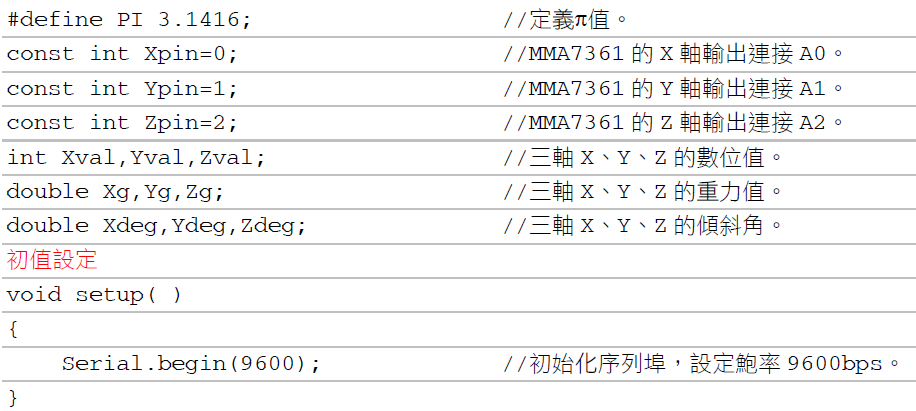 #define PI 3.1416; //定義π值。
const int Xpin=0; //MMA7361 的 X 軸輸出連接 A0。
const int Ypin=1; //MMA7361 的 Y 軸輸出連接 A1。
const int Zpin=2; //MMA7361 的 Z 軸輸出連接 A2。
int Xval,Yval,Zval; //三軸 X、Y、Z 的數位值。
double Xg,Yg,Zg; //三軸 X、Y、Z 的重力值。
double Xdeg,Ydeg,Zdeg; //三軸 X、Y、Z 的傾斜角。
初值設定
void setup( )
{
Serial.begin(9600); //初始化序列埠，設定鮑率 9600bps。
}